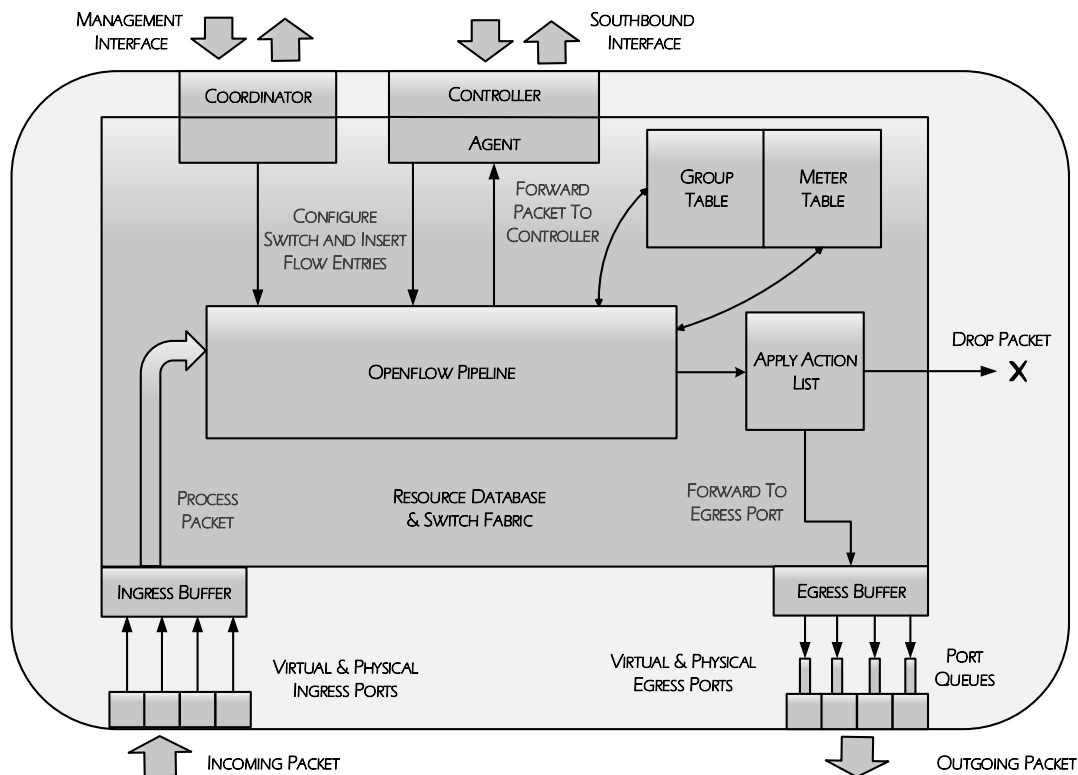 Management
Interface
Southbound
Interface
Coordinator
Controller
Agent
Group
Table
Meter
Table
Configure
Switch and Insert
Flow Entries
Forward
Packet To
Controller
Openflow Pipeline
Apply Action
List
Drop Packet
X
Process
Packet
Resource Database
& Switch Fabric
Forward To
Egress Port
Ingress Buffer
Egress Buffer
Virtual & Physical
Ingress Ports
Virtual & Physical
Egress Ports
Port
Queues
Incoming Packet
Outgoing Packet